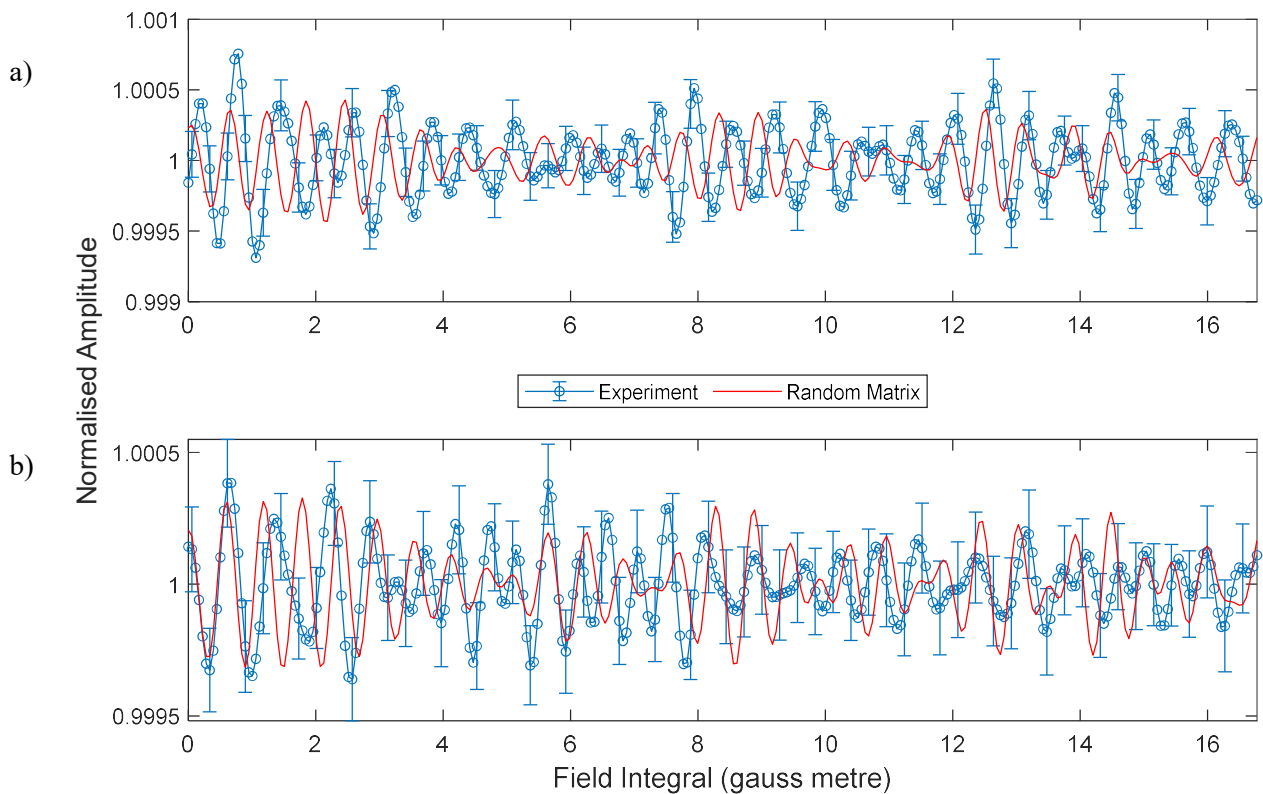 a)
1.001
1.0005
1
0.9995
0.999
0 2 4 6 8 10 12 14 16
Normalised Amplitude
Experiment Random Matrix
b)
1.0005
1
0.9995
0 2 4 6 8 10 12 14 16
Field Integral (gauss metre)